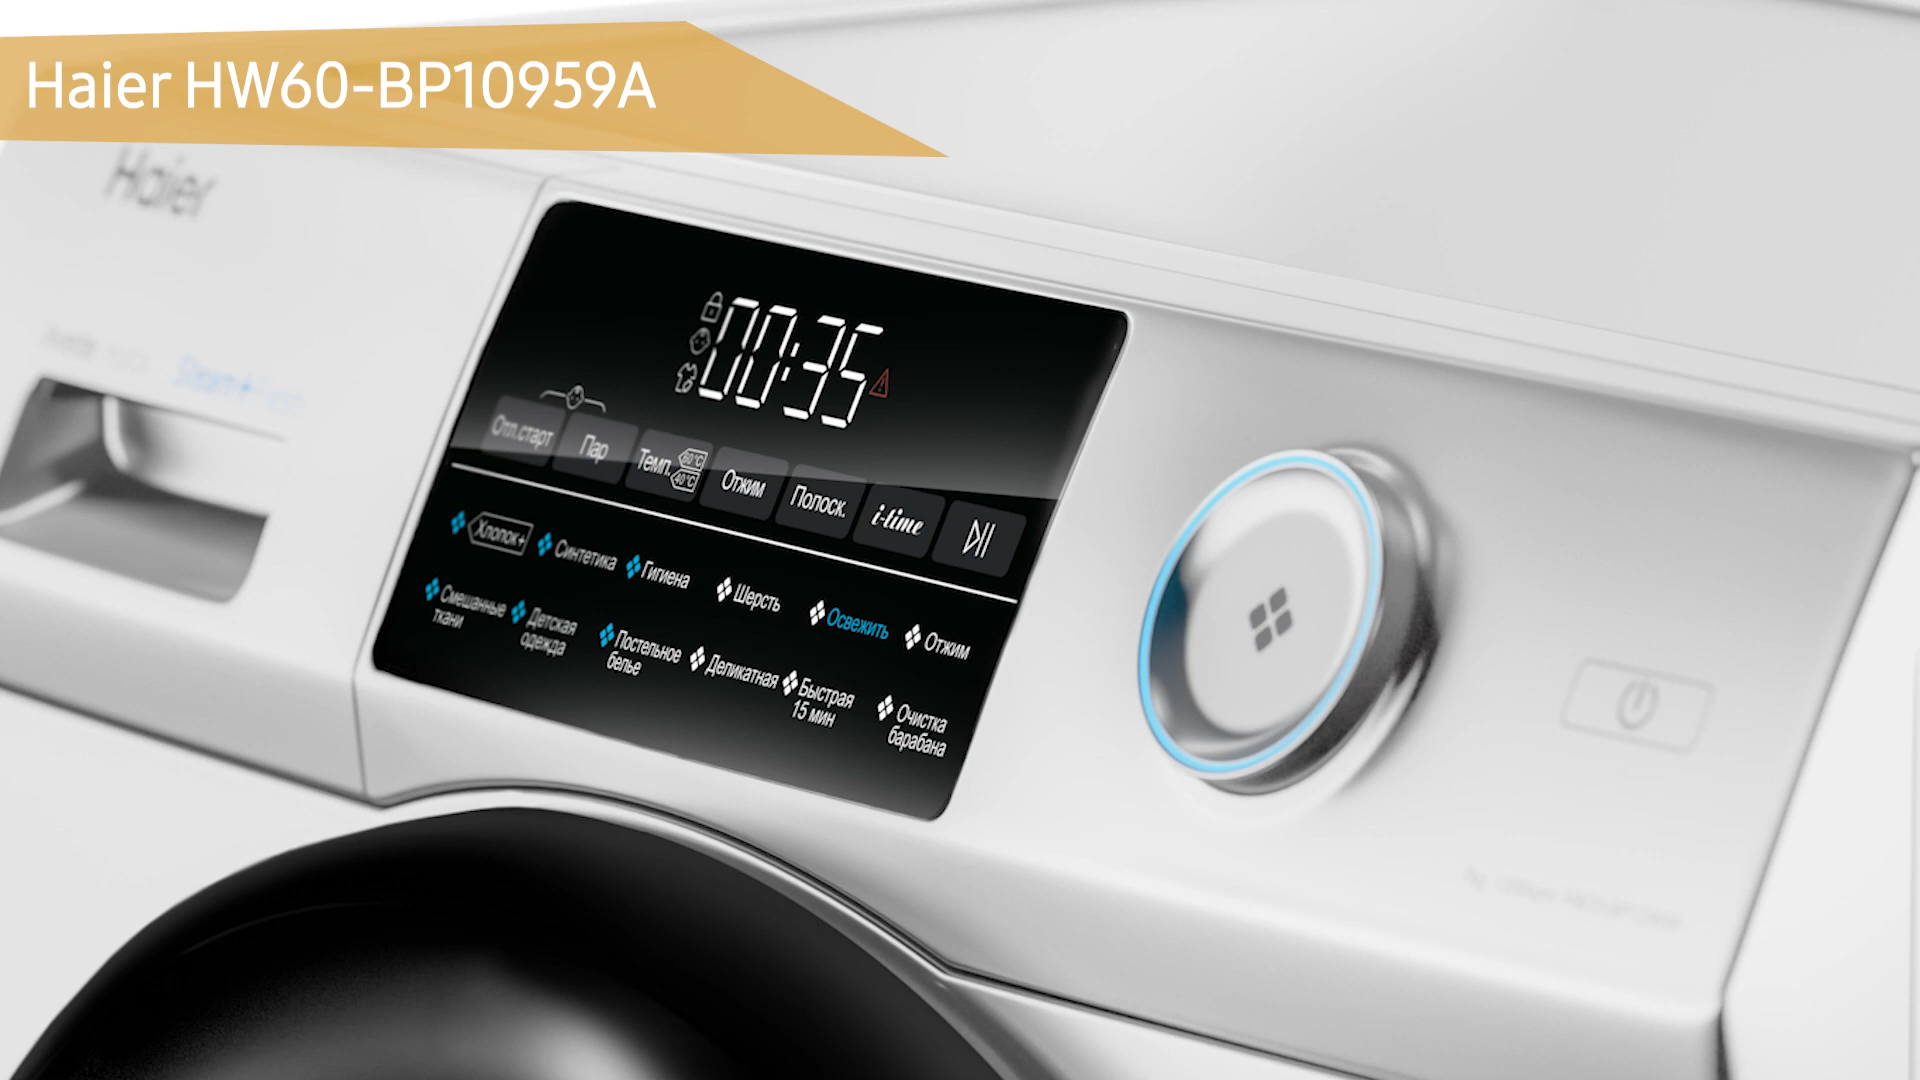 Haier HW60-BP10959A
Haier
00:35
Отл.старт
Пар
Темп.
60°C
40°C
Отжим
Полоск.
i-time
Хлопок+
Синтетика
Гигиена
Шерсть
Освежить
Отжим
Смешанные
ткани
Детская
одежда
Постельное
белье
Деликатная
Быстрая
15 мин
Очистка
барабана